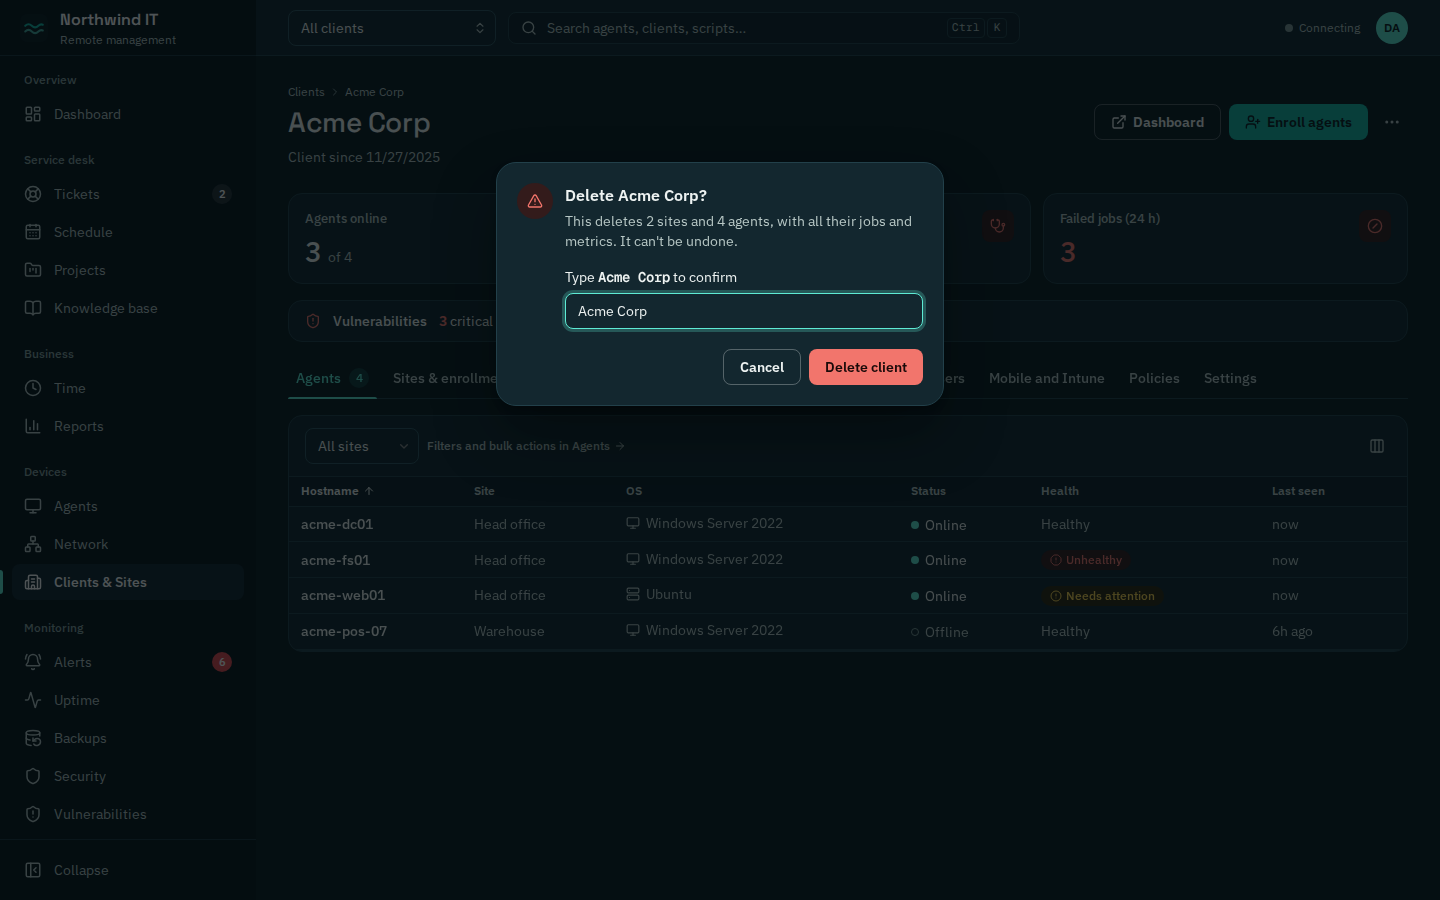 Northwind IT
Remote management
All clients
Search agents, clients, scripts...
Ctrl K
Connecting
DA
Overview
Dashboard
Service desk
Tickets 2
Schedule
Projects
Knowledge base
Business
Time
Reports
Devices
Agents
Network
Clients & Sites
Monitoring
Alerts 6
Uptime
Backups
Security
Vulnerabilities
Collapse
Clients > Acme Corp
Acme Corp
Client since 11/27/2025
Dashboard
Enroll agents
Agents online
3 of 4
Failed jobs (24 h)
3
Vulnerabilities 3 critical
Delete Acme Corp?
This deletes 2 sites and 4 agents, with all their jobs and
metrics. It can't be undone.
Type Acme Corp to confirm
Acme Corp
Cancel
Delete client
Agents 4
Sites & enrollme
ers
Mobile and Intune
Policies
Settings
All sites
Filters and bulk actions in Agents →
Hostname ↑ Site OS Status Health Last seen
acme-dc01 Head office Windows Server 2022 Online Healthy now
acme-fs01 Head office Windows Server 2022 Online Unhealthy now
acme-web01 Head office Ubuntu Online Needs attention now
acme-pos-07 Warehouse Windows Server 2022 Offline Healthy 6h ago